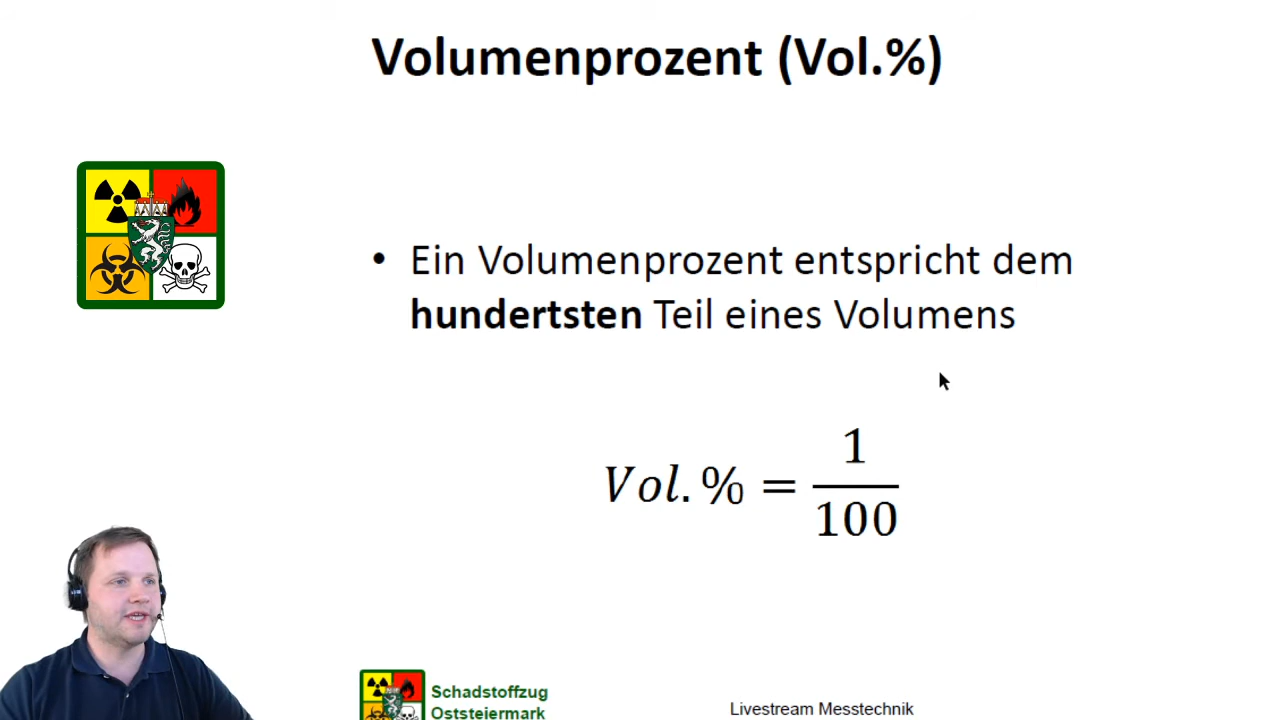 Volumenprozent (Vol.%)
• Ein Volumenprozent entspricht dem
hundertsten Teil eines Volumens
Vol.% = 1/100
Schadstoffzug
Oststeiermark
Livestream Messtechnik